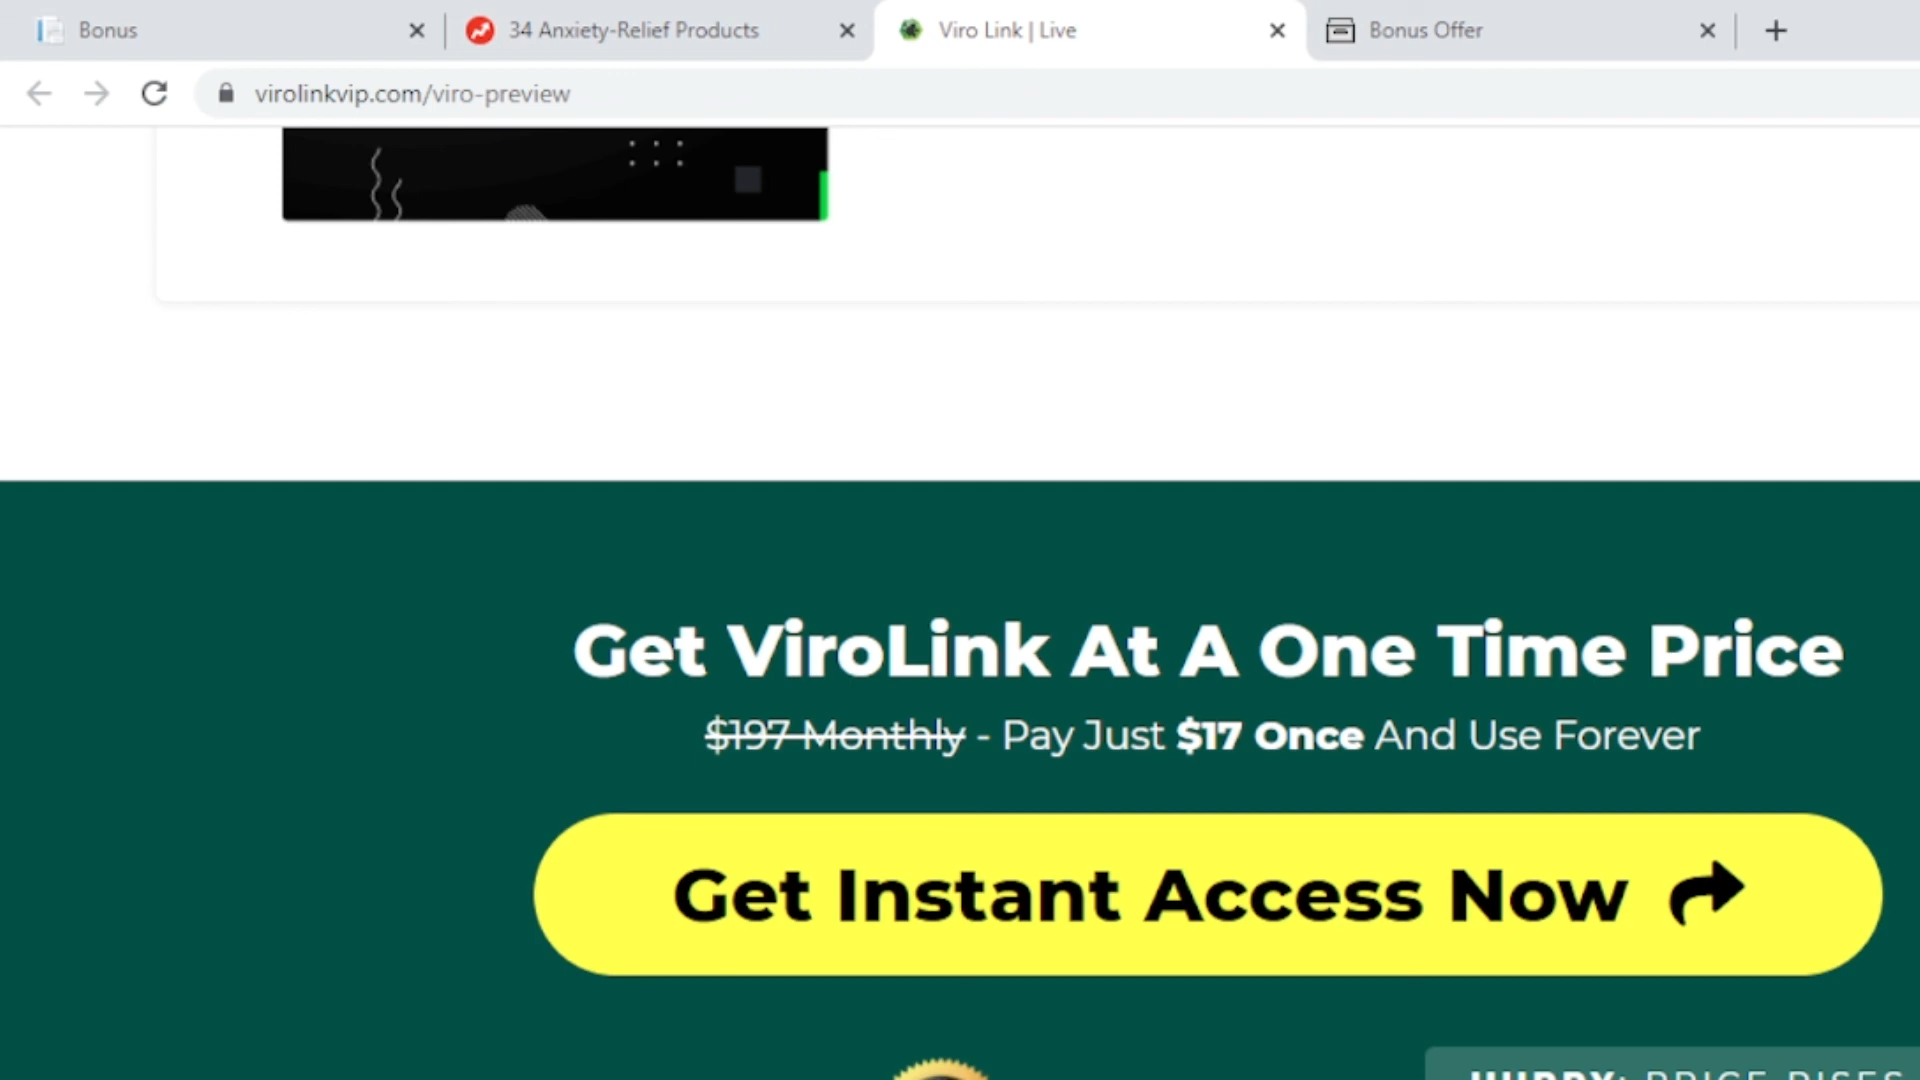 Bonus
34 Anxiety-Relief Products
Viro Link | Live
Bonus Offer
virolinkvip.com/viro-preview
Get ViroLink At A One Time Price
$197 Monthly - Pay Just $17 Once And Use Forever
Get Instant Access Now
HURRY: PRICE RISES